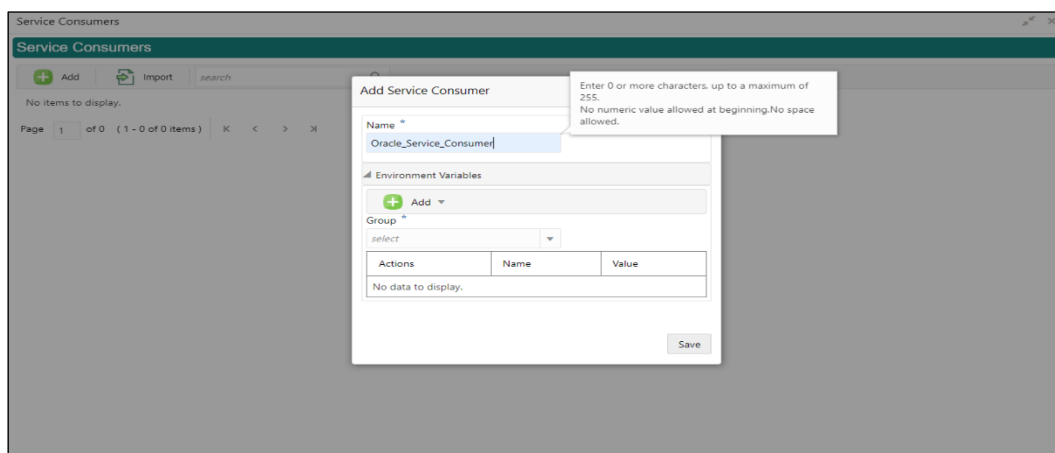 Service Consumers
Service Consumers
Add Import search
No items to display.
Page 1 of 0 ( 1 - 0 of 0 items )
Add Service Consumer
Enter 0 or more characters, up to a maximum of
255.
No numeric value allowed at beginning.No space
allowed.
Name *
Oracle_Service_Consumer
Environment Variables
Add
Group *
select
Actions Name Value
No data to display.
Save